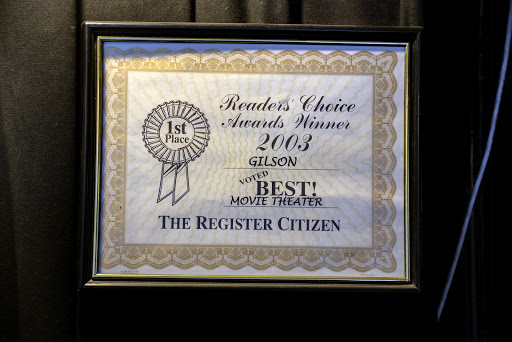 Readers' Choice
Awards Winner
2003
1st
Place
GILSON
VOTED
BEST!
MOVIE THEATER
THE REGISTER CITIZEN